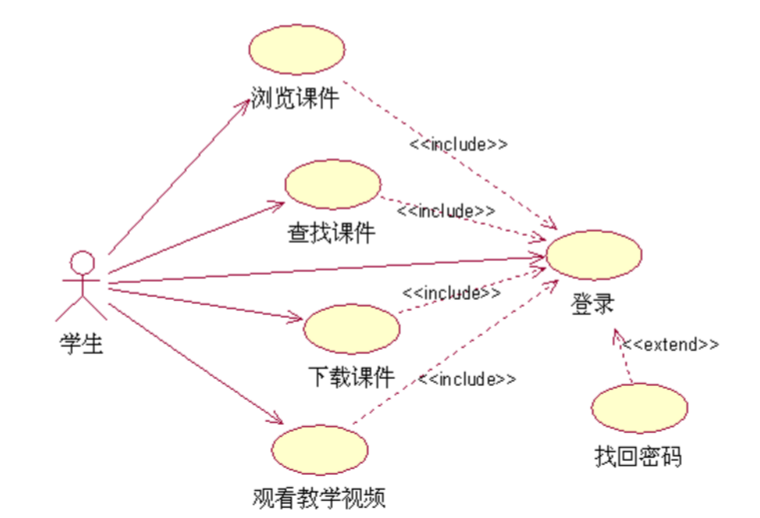 浏览课件
<<include>>
查找课件
<<include>>
登录
学生
<<include>>
下载课件
<<include>>
<<extend>>
找回密码
观看教学视频